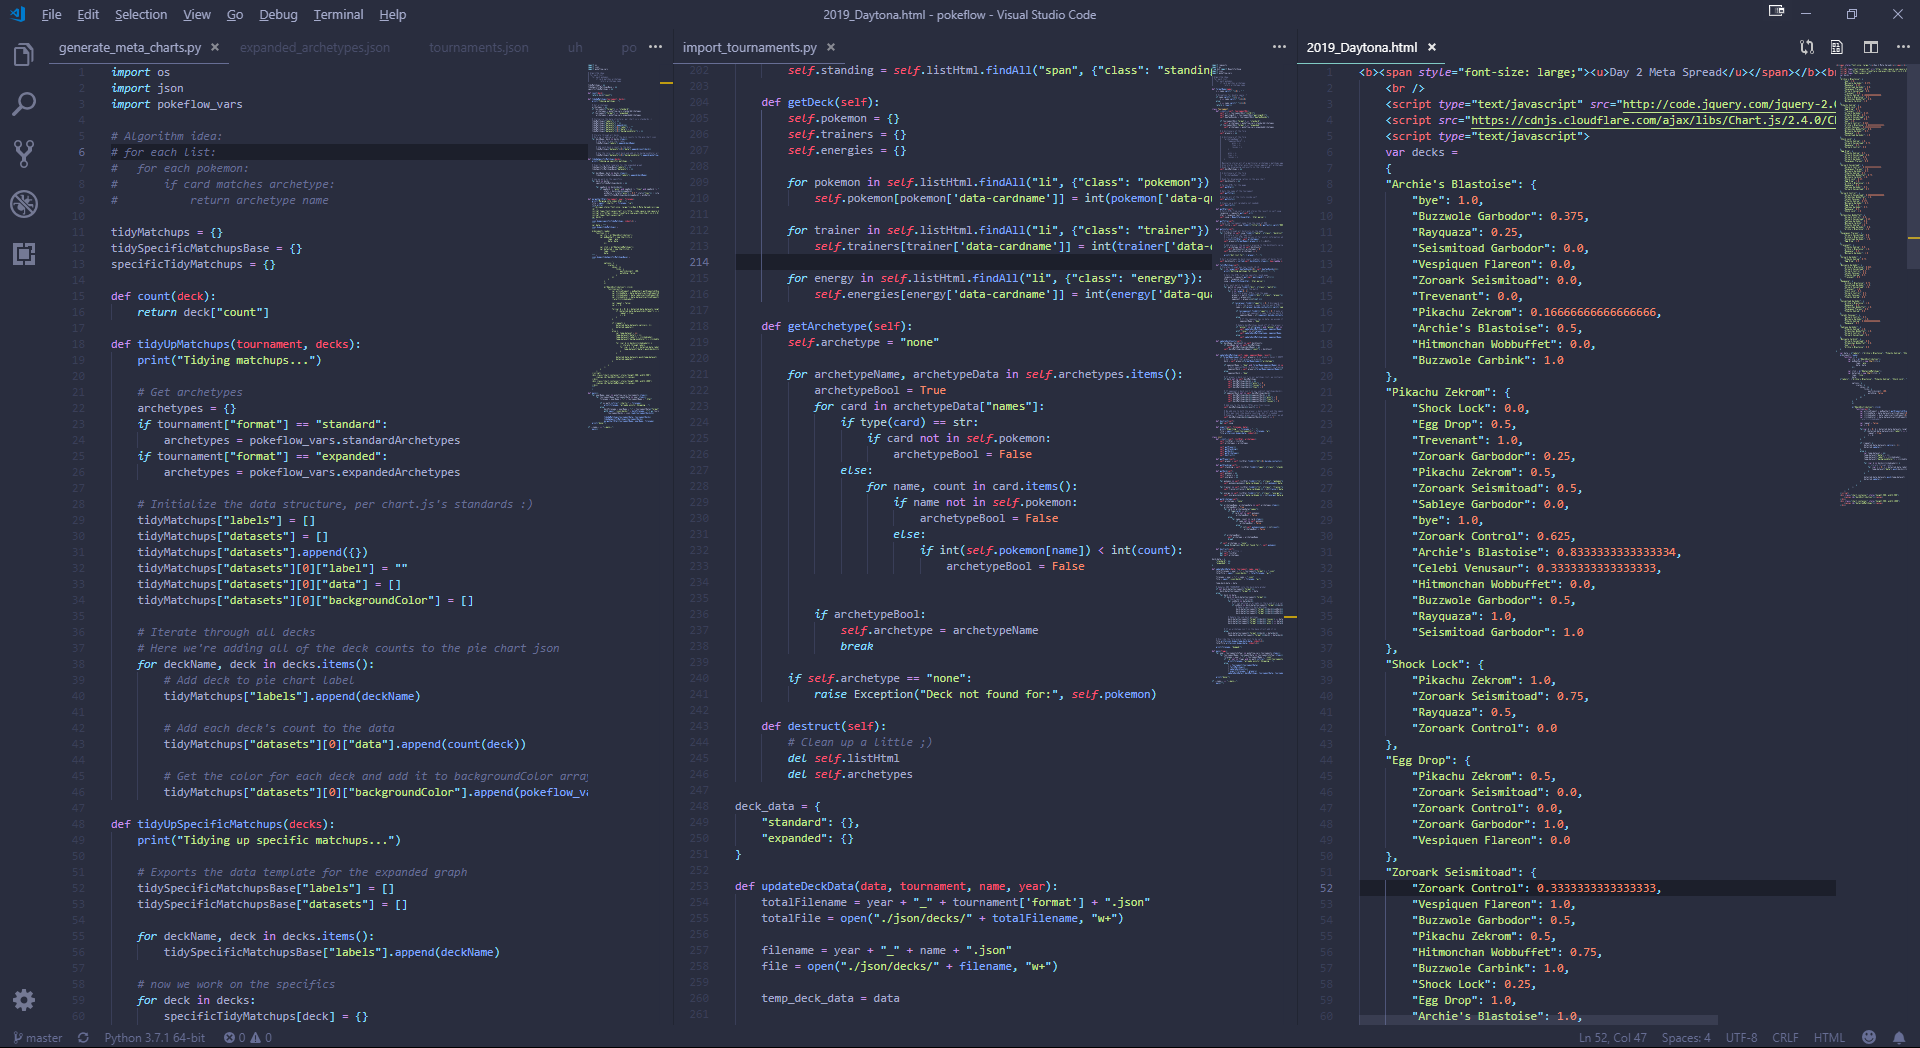 File Edit Selection View Go Debug Terminal Help
2019_Daytona.html - pokeflow - Visual Studio Code
generate_meta_charts.py
expanded_archetypes.json
tournaments.json
uh
po
1 import os
2 import json
3 import pokeflow_vars
4
5 # Algorithm idea:
6 # for each list:
7 #   for each pokemon:
8 #       if card matches archetype:
9 #           return archetype name
10
11 tidyMatchups = {}
12 tidySpecificMatchupsBase = {}
13 specificTidyMatchups = {}
14
15 def count(deck):
16     return deck["count"]
17
18 def tidyUpMatchups(tournament, decks):
19     print("Tidying matchups...")
20
21     # Get archetypes
22     archetypes = {}
23     if tournament["format"] == "standard":
24         archetypes = pokeflow_vars.standardArchetypes
25     if tournament["format"] == "expanded":
26         archetypes = pokeflow_vars.expandedArchetypes
27
28     # Initialize the data structure, per chart.js's standards :)
29     tidyMatchups["labels"] = []
30     tidyMatchups["datasets"] = []
31     tidyMatchups["datasets"].append({})
32     tidyMatchups["datasets"][0]["label"] = ""
33     tidyMatchups["datasets"][0]["data"] = []
34     tidyMatchups["datasets"][0]["backgroundColor"] = []
35
36     # Iterate through all decks
37     # Here we're adding all of the deck counts to the pie chart json
38     for deckName, deck in decks.items():
39         # Add deck to pie chart label
40         tidyMatchups["labels"].append(deckName)
41
42         # Add each deck's count to the data
43         tidyMatchups["datasets"][0]["data"].append(count(deck))
44
45         # Get the color for each deck and add it to backgroundColor array
46         tidyMatchups["datasets"][0]["backgroundColor"].append(pokeflow_va
47
48 def tidyUpSpecificMatchups(decks):
49     print("Tidying up specific matchups...")
50
51     # Exports the data template for the expanded graph
52     tidySpecificMatchupsBase["labels"] = []
53     tidySpecificMatchupsBase["datasets"] = []
54
55     for deckName, deck in decks.items():
56         tidySpecificMatchupsBase["labels"].append(deckName)
57
58     # now we work on the specifics
59     for deck in decks:
60         specificTidyMatchups[deck] = {}
import_tournaments.py
202         self.standing = self.listHtml.findAll("span", {"class": "standin
203
204     def getDeck(self):
205     self.pokemon = {}
206     self.trainers = {}
207     self.energies = {}
208
209         for pokemon in self.listHtml.findAll("li", {"class": "pokemon"})
210             self.pokemon[pokemon['data-cardname']] = int(pokemon['data-q
211
212         for trainer in self.listHtml.findAll("li", {"class": "trainer"})
213             self.trainers[trainer['data-cardname']] = int(trainer['data-
214
215         for energy in self.listHtml.findAll("li", {"class": "energy"}):
216             self.energies[energy['data-cardname']] = int(energy['data-qua
217
218     def getArchetype(self):
219         self.archetype = "none"
220
221         for archetypeName, archetypeData in self.archetypes.items():
222             archetypeBool = True
223             for card in archetypeData["names"]:
224                 if type(card) == str:
225                     if card not in self.pokemon:
226                         archetypeBool = False
227                 else:
228                     for name, count in card.items():
229                         if name not in self.pokemon:
230                             archetypeBool = False
231                         else:
232                             if int(self.pokemon[name]) < int(count):
233                                 archetypeBool = False
234
235
236             if archetypeBool:
237                 self.archetype = archetypeName
238                 break
239
240         if self.archetype == "none":
241             raise Exception("Deck not found for:", self.pokemon)
242
243     def destruct(self):
244         # Clean up a little ;)
245         del self.listHtml
246         del self.archetypes
247
248 deck_data = {
249     "standard": {},
250     "expanded": {}
251 }
252
253 def updateDeckData(data, tournament, name, year):
254     totalFilename = year + "_" + tournament['format'] + ".json"
255     totalFile = open("./json/decks/" + totalFilename, "w+")
256
257     filename = year + "_" + name + ".json"
258     file = open("./json/decks/" + filename, "w+")
259
260     temp_deck_data = data
261
2019_Daytona.html
1 <b><span style="font-size: large;"><u>Day 2 Meta Spread</u></span></b><b
2     <br />
3     <script type="text/javascript" src="http://code.jquery.com/jquery-2.
4     <script src="https://cdnjs.cloudflare.com/ajax/libs/Chart.js/2.4.0/C
5     <script type="text/javascript">
6     var decks =
7     {
8     "Archie's Blastoise": {
9         "bye": 1.0,
10         "Buzzwole Garbodor": 0.375,
11         "Rayquaza": 0.25,
12         "Seismitoad Garbodor": 0.0,
13         "Vespiquen Flareon": 0.0,
14         "Zoroark Seismitoad": 0.0,
15         "Trevenant": 0.0,
16         "Pikachu Zekrom": 0.16666666666666666,
17         "Archie's Blastoise": 0.5,
18         "Hitmonchan Wobbuffet": 0.0,
19         "Buzzwole Carbink": 1.0
20     },
21     "Pikachu Zekrom": {
22         "Shock Lock": 0.0,
23         "Egg Drop": 0.5,
24         "Trevenant": 1.0,
25         "Zoroark Garbodor": 0.25,
26         "Pikachu Zekrom": 0.5,
27         "Zoroark Seismitoad": 0.5,
28         "Sableye Garbodor": 0.0,
29         "bye": 1.0,
30         "Zoroark Control": 0.625,
31         "Archie's Blastoise": 0.8333333333333334,
32         "Celebi Venusaur": 0.3333333333333333,
33         "Hitmonchan Wobbuffet": 0.0,
34         "Buzzwole Garbodor": 0.5,
35         "Rayquaza": 1.0,
36         "Seismitoad Garbodor": 1.0
37     },
38     "Shock Lock": {
39         "Pikachu Zekrom": 1.0,
40         "Zoroark Seismitoad": 0.75,
41         "Rayquaza": 0.5,
42         "Zoroark Control": 0.0
43     },
44     "Egg Drop": {
45         "Pikachu Zekrom": 0.5,
46         "Zoroark Seismitoad": 0.0,
47         "Zoroark Control": 0.0,
48         "Zoroark Garbodor": 1.0,
49         "Vespiquen Flareon": 0.0
50     },
51     "Zoroark Seismitoad": {
52         "Zoroark Control": 0.3333333333333333,
53         "Vespiquen Flareon": 1.0,
54         "Buzzwole Garbodor": 0.5,
55         "Pikachu Zekrom": 0.5,
56         "Hitmonchan Wobbuffet": 0.75,
57         "Buzzwole Carbink": 1.0,
58         "Shock Lock": 0.25,
59         "Egg Drop": 1.0,
60         "Archie's Blastoise": 1.0,
master
Python 3.7.1 64-bit
0
0
Ln 52, Col 47
Spaces: 4
UTF-8
CRLF
HTML